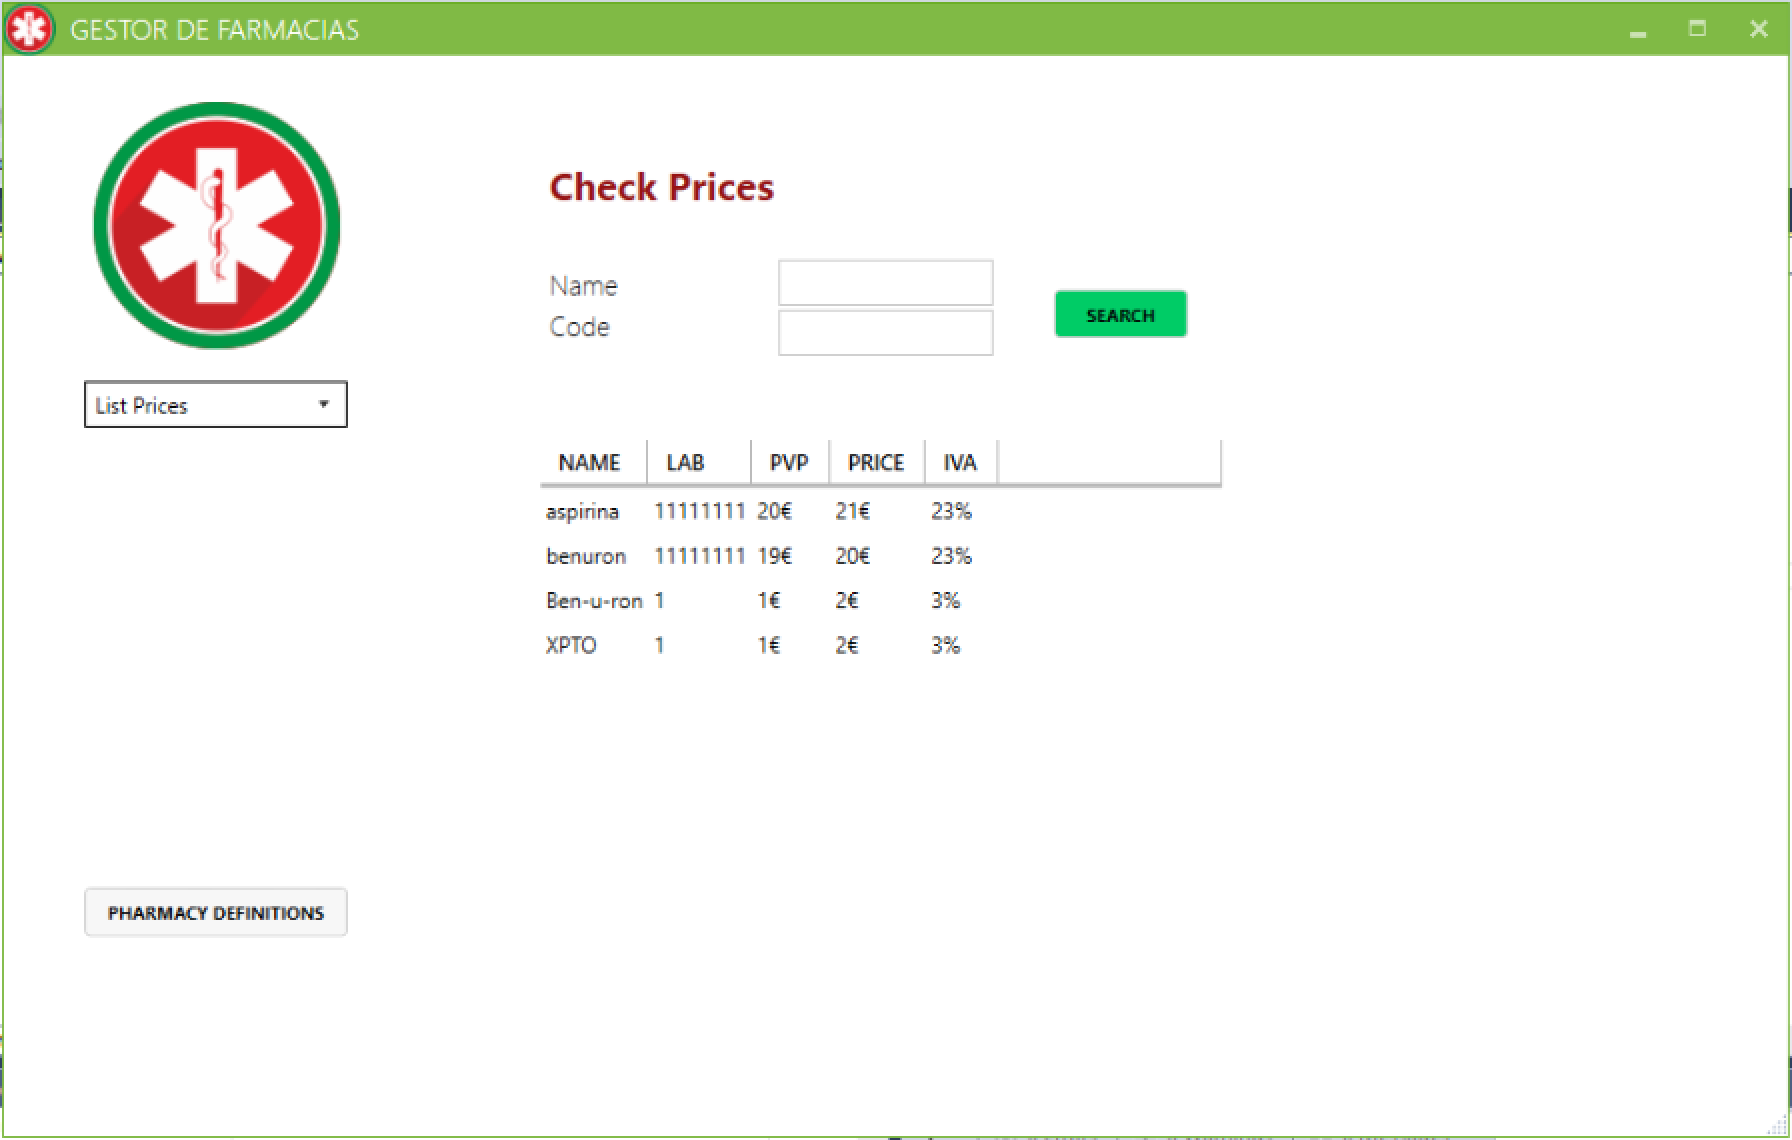 GESTOR DE FARMACIAS
Check Prices
Name
Code
SEARCH
List Prices
NAME LAB PVP PRICE IVA
aspirina 11111111 20€ 21€ 23%
benuron 11111111 19€ 20€ 23%
Ben-u-ron 1 1€ 2€ 3%
XPTO 1 1€ 2€ 3%
PHARMACY DEFINITIONS